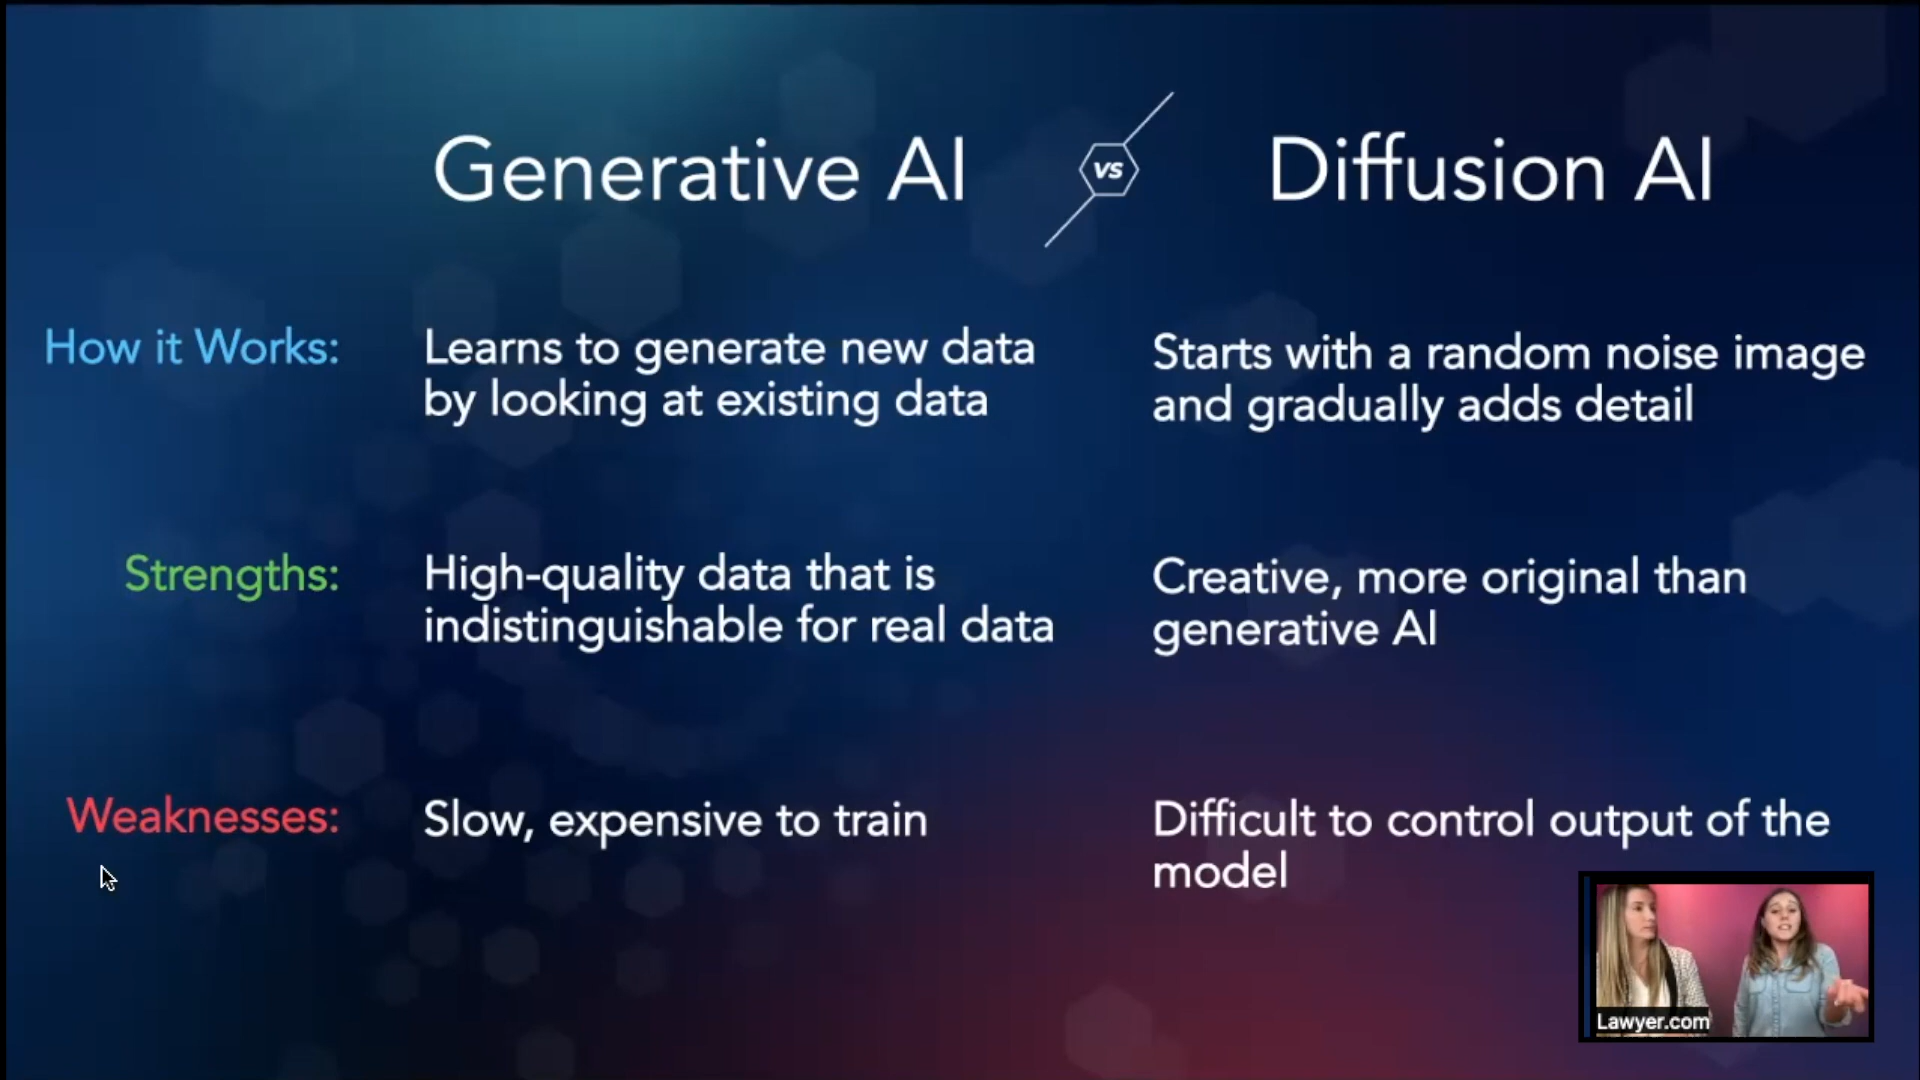 Generative AI
VS
Diffusion AI
How it Works:
Learns to generate new data
by looking at existing data
Starts with a random noise image
and gradually adds detail
Strengths:
High-quality data that is
indistinguishable for real data
Creative, more original than
generative AI
Weaknesses:
Slow, expensive to train
Difficult to control output of the
model
Lawyer.com